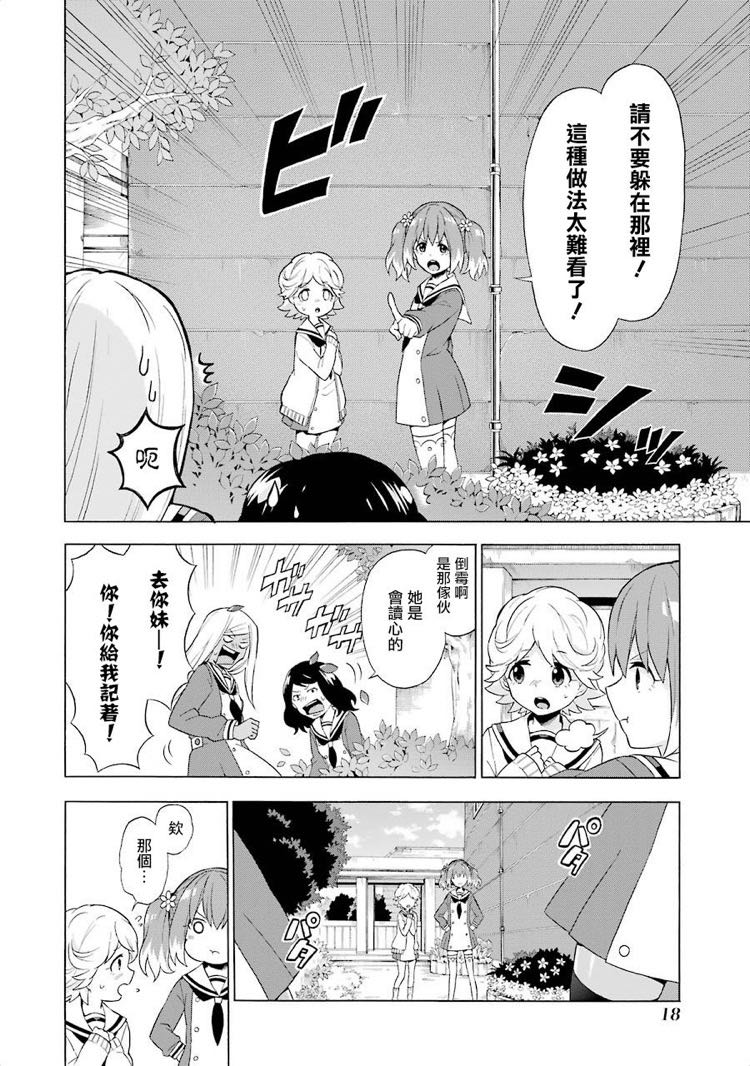 請不要躲在那裡！
這種做法太難看了！
ビシッ
呃
倒霉啊
是那傢伙
她是
會讀心的
ガサ
ガサ
ガサ
去你妹—！
你！你給我記著！
パタ
パタ
欸
那個…
18